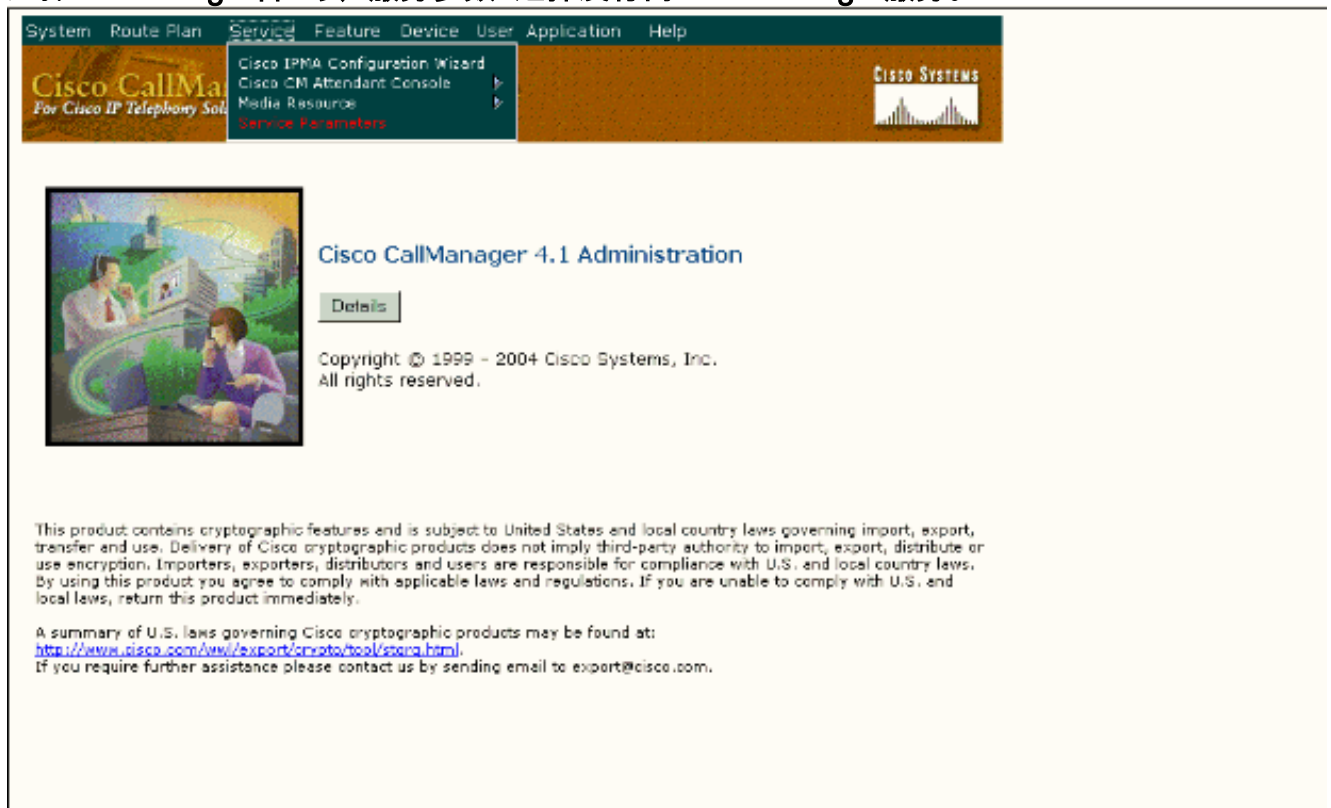 System Route Plan Service Feature Device User Application Help
Cisco CallMa
For Cisco IP Telephony Sol
Cisco IPMA Configuration Wizard
Cisco CM Attendant Console
Media Resource
Service Parameters
CISCO SYSTEMS
Cisco CallManager 4.1 Administration
Details
Copyright © 1999 - 2004 Cisco Systems, Inc.
All rights reserved.
This product contains cryptographic features and is subject to United States and local country laws governing import, export,
transfer and use. Delivery of Cisco cryptographic products does not imply third-party authority to import, export, distribute or
use encryption. Importers, exporters, distributors and users are responsible for compliance with U.S. and local country laws.
By using this product you agree to comply with applicable laws and regulations. If you are unable to comply with U.S. and
local laws, return this product immediately.
A summary of U.S. laws governing Cisco cryptographic products may be found at:
http://www.cisco.com/wwl/export/crypto/tool/stqrg.html.
If you require further assistance please contact us by sending email to export@cisco.com.